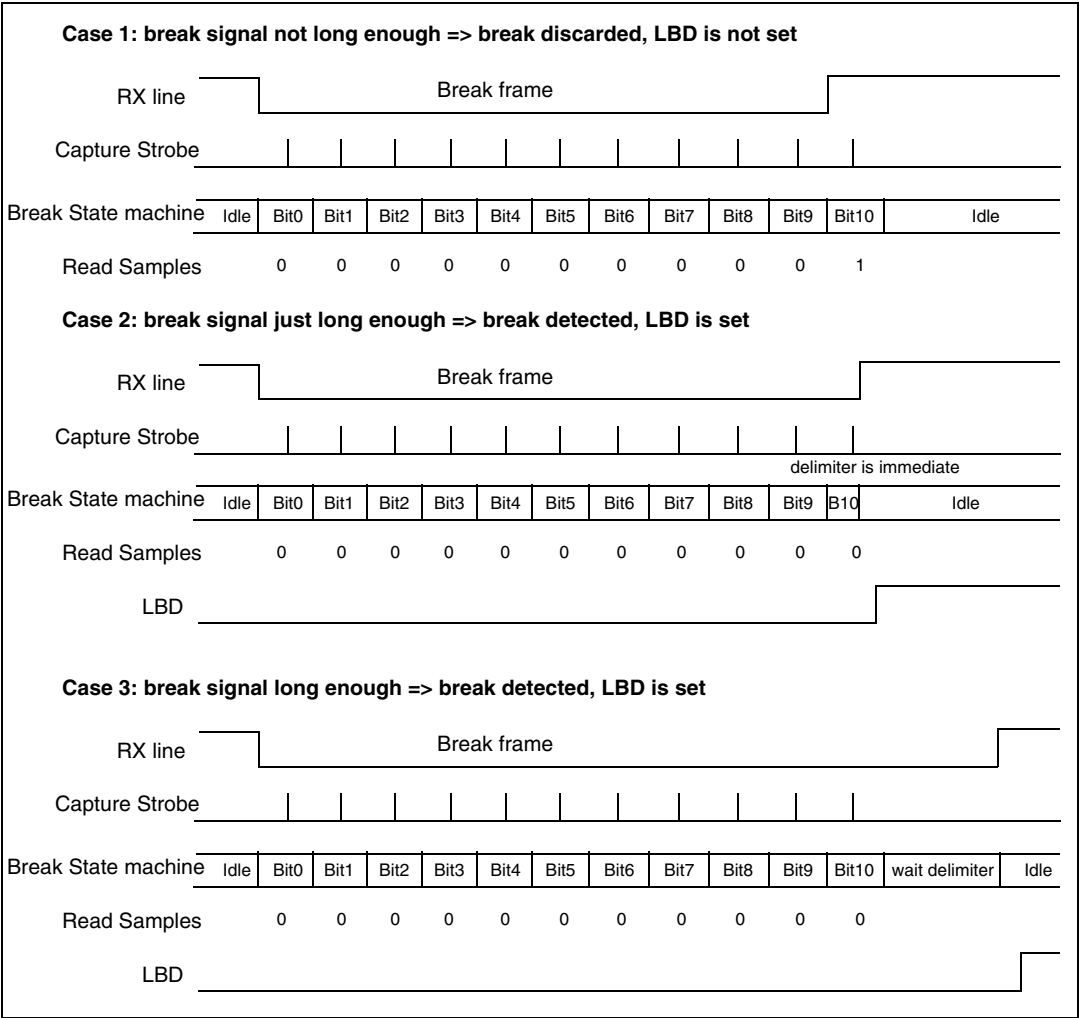 Case 1: break signal not long enough => break discarded, LBD is not set
RX line
Break frame
Capture Strobe
Break State machine Idle Bit0 Bit1 Bit2 Bit3 Bit4 Bit5 Bit6 Bit7 Bit8 Bit9 Bit10 Idle
Read Samples 0 0 0 0 0 0 0 0 0 0 1
Case 2: break signal just long enough => break detected, LBD is set
RX line
Break frame
Capture Strobe
delimiter is immediate
Break State machine Idle Bit0 Bit1 Bit2 Bit3 Bit4 Bit5 Bit6 Bit7 Bit8 Bit9 B10 Idle
Read Samples 0 0 0 0 0 0 0 0 0 0 0
LBD
Case 3: break signal long enough => break detected, LBD is set
RX line
Break frame
Capture Strobe
Break State machine Idle Bit0 Bit1 Bit2 Bit3 Bit4 Bit5 Bit6 Bit7 Bit8 Bit9 Bit10 wait delimiter Idle
Read Samples 0 0 0 0 0 0 0 0 0 0 0
LBD